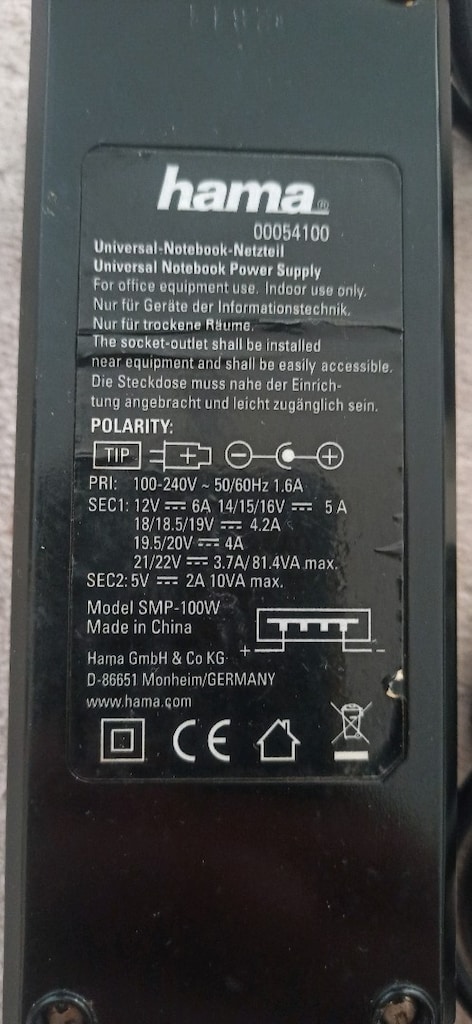 hama®
00054100
Universal-Notebook-Netzteil
Universal Notebook Power Supply
For office equipment use. Indoor use only.
Nur für Geräte der Informationstechnik.
Nur für trockene Räume.
The socket-outlet shall be installed
near equipment and shall be easily accessible.
Die Steckdose muss nahe der Einrich-
tung angebracht und leicht zugänglich sein.
POLARITY:
TIP + − +
PRI: 100-240V ~ 50/60Hz 1.6A
SEC1: 12V ⎓ 6A 14/15/16V ⎓ 5A
18/18.5/19V ⎓ 4.2A
19.5/20V ⎓ 4A
21/22V ⎓ 3.7A/81.4VA max.
SEC2: 5V ⎓ 2A 10VA max.
Model SMP-100W
Made in China
+ −
Hama GmbH & Co KG
D-86651 Monheim/GERMANY
www.hama.com
CE